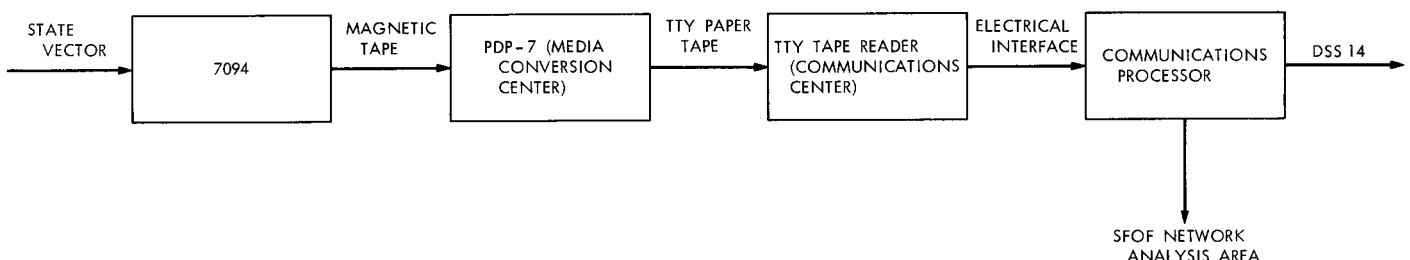 STATE
VECTOR
7094
MAGNETIC
TAPE
PDP-7 (MEDIA
CONVERSION
CENTER)
TTY PAPER
TAPE
TTY TAPE READER
(COMMUNICATIONS
CENTER)
ELECTRICAL
INTERFACE
COMMUNICATIONS
PROCESSOR
DSS 14
SFOF NETWORK
ANALYSIS AREA